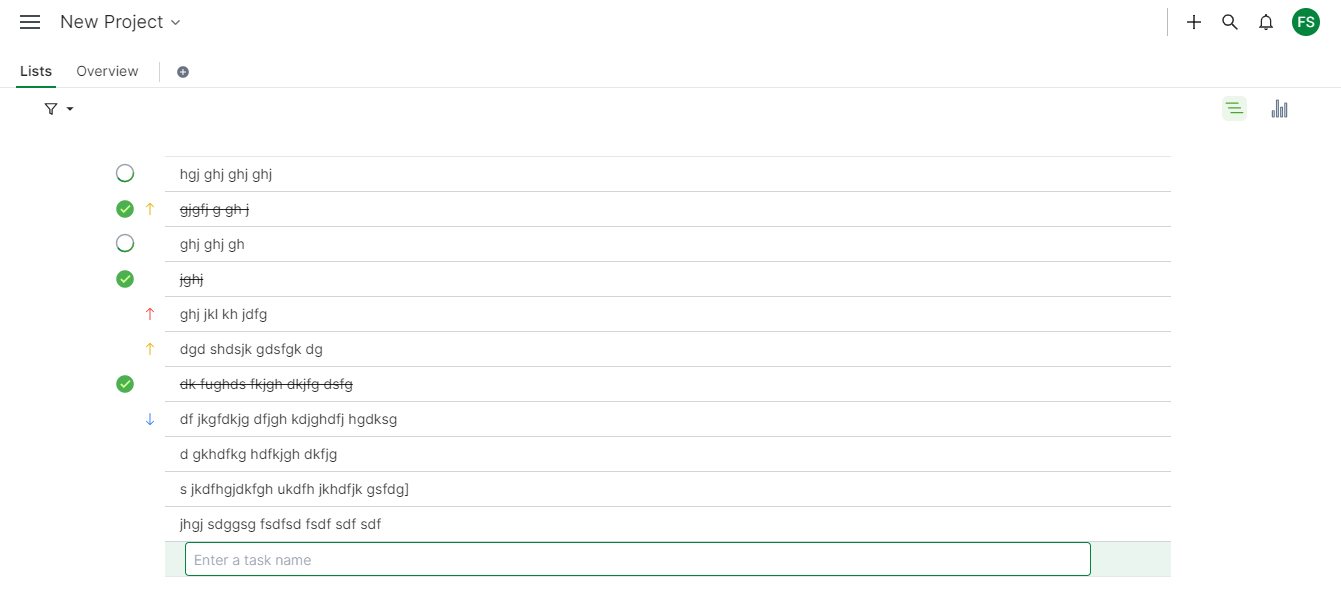 New Project
FS
Lists Overview
hgj ghj ghj ghj
gjgfj g gh j
ghj ghj gh
jghj
ghj jkl kh jdfg
dgd shdsjk gdsfgk dg
dk fughds fkjgh dkjfg dsfg
df jkgfdkjg dfjgh kdjghdfj hgdksg
d gkhdfkg hdfkjgh dkfjg
s jkdfhgjdkfgh ukdfh jkhdfjk gsfdg]
jhgj sdggsg fsdfsd fsdf sdf sdf
Enter a task name